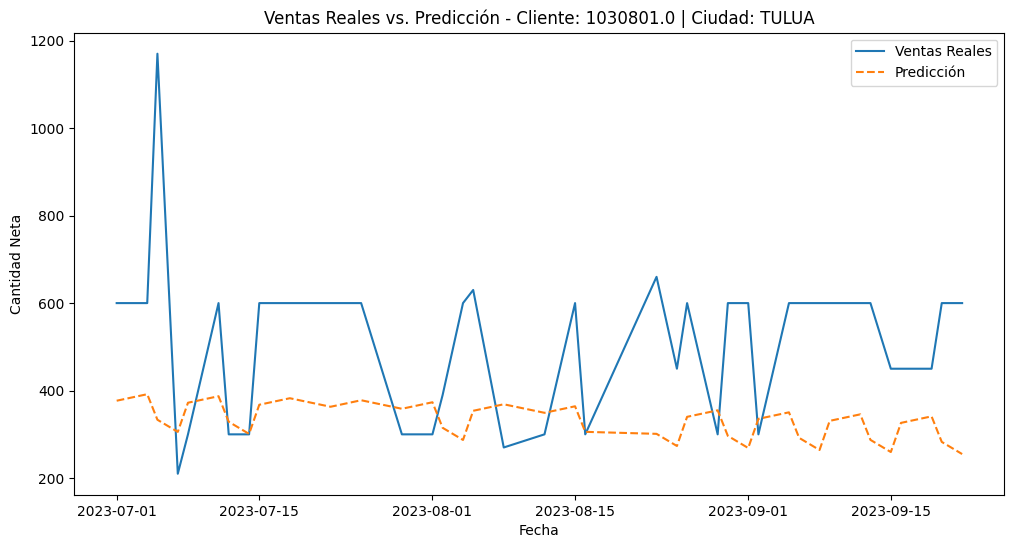 Ventas Reales vs. Predicción - Cliente: 1030801.0 | Ciudad: TULUA
Ventas Reales
Predicción
Cantidad Neta
1200
1000
800
600
400
200
2023-07-01
2023-07-15
2023-08-01
2023-08-15
2023-09-01
2023-09-15
Fecha